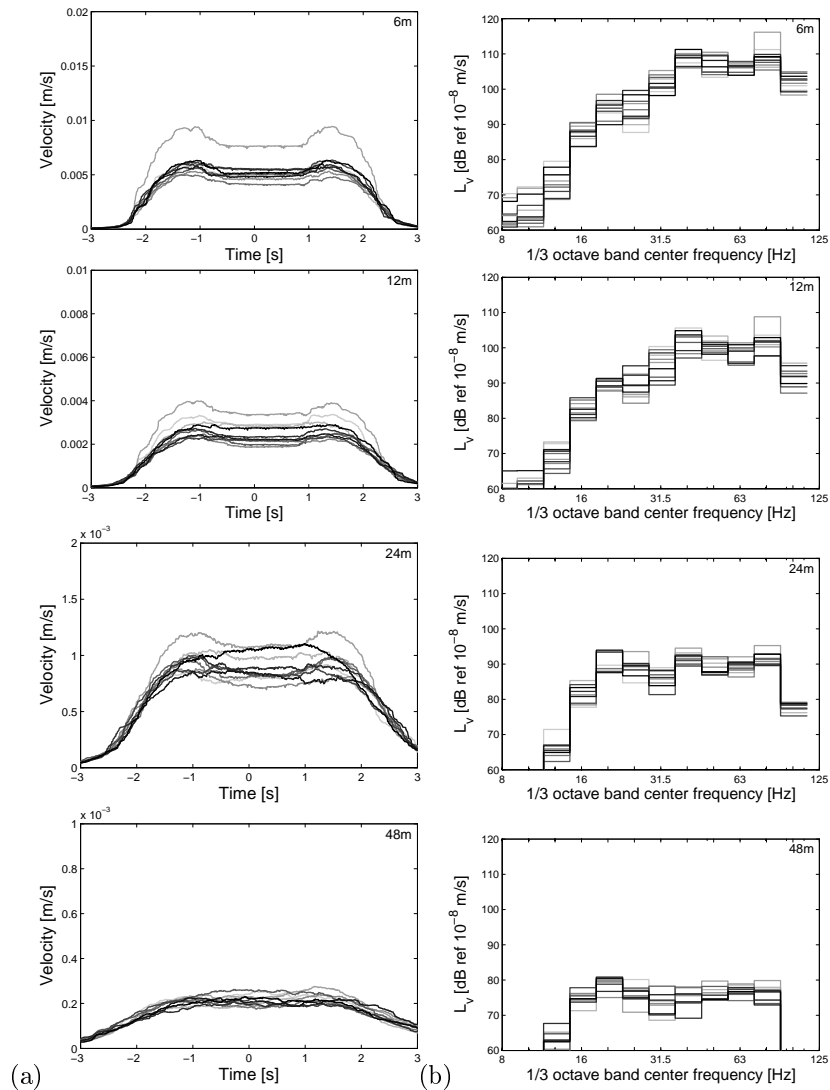 6m
0.02
0.015
0.01
0.005
0
Velocity [m/s]
−3 −2 −1 0 1 2 3
Time [s]
6m
120
110
100
90
80
70
60
L_v [dB ref 10^−8 m/s]
8 16 31.5 63 125
1/3 octave band center frequency [Hz]
12m
0.01
0.008
0.006
0.004
0.002
0
Velocity [m/s]
−3 −2 −1 0 1 2 3
Time [s]
12m
120
110
100
90
80
70
60
L_v [dB ref 10^−8 m/s]
8 16 31.5 63 125
1/3 octave band center frequency [Hz]
x 10^−3
24m
2
1.5
1
0.5
0
Velocity [m/s]
−3 −2 −1 0 1 2 3
Time [s]
24m
120
110
100
90
80
70
60
L_v [dB ref 10^−8 m/s]
8 16 31.5 63 125
1/3 octave band center frequency [Hz]
x 10^−3
48m
1
0.8
0.6
0.4
0.2
0
Velocity [m/s]
−3 −2 −1 0 1 2 3
Time [s]
(a)
48m
120
110
100
90
80
70
60
L_v [dB ref 10^−8 m/s]
8 16 31.5 63 125
1/3 octave band center frequency [Hz]
(b)